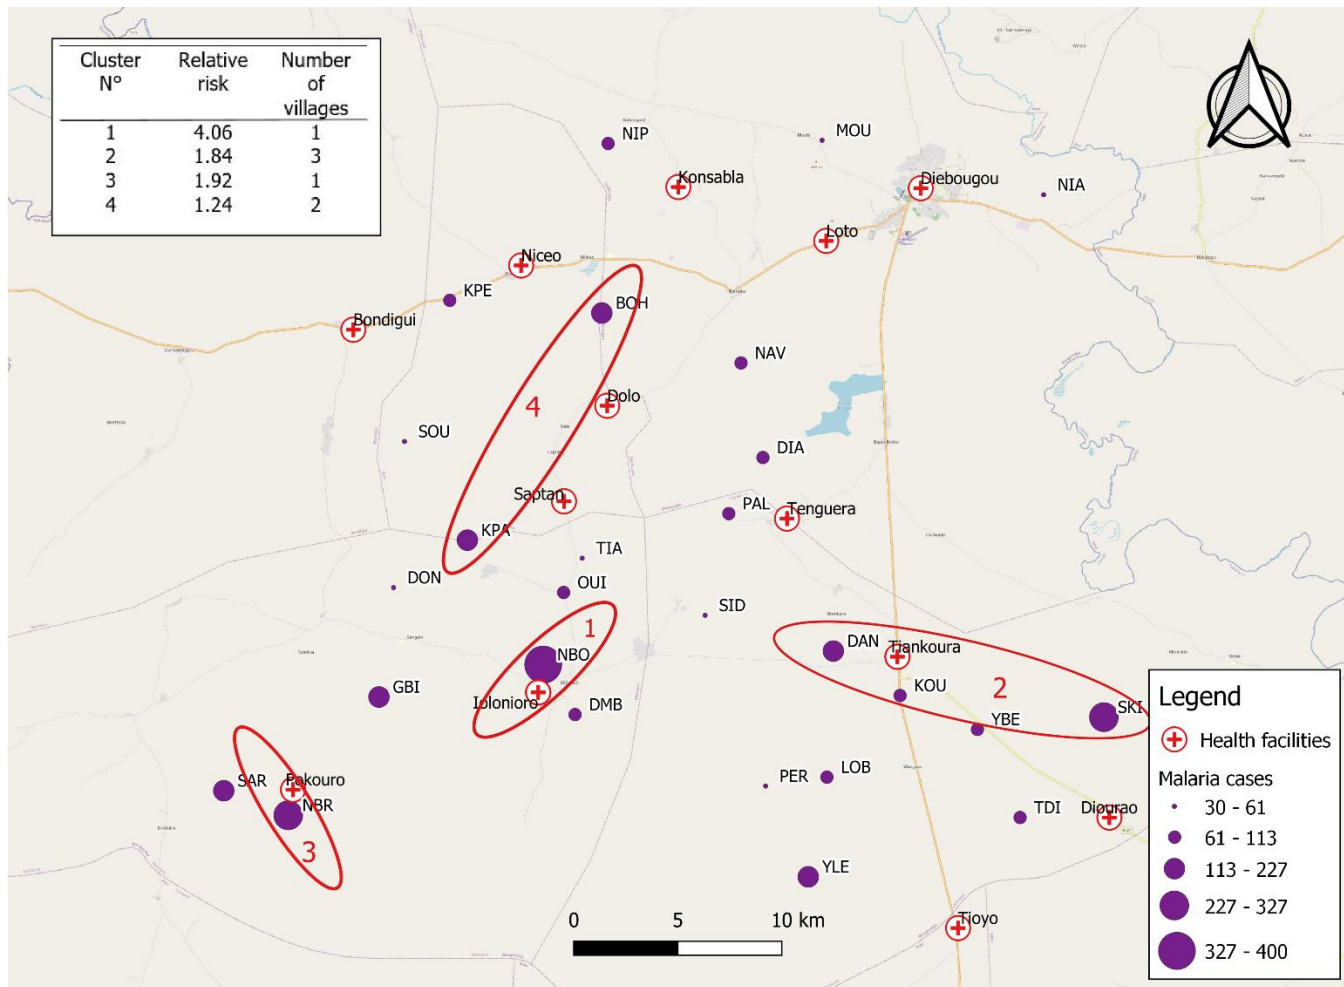 Cluster N° Relative risk Number of villages
1 4.06 1
2 1.84 3
3 1.92 1
4 1.24 2
NIP
MOU
Konsabla
Diebougou
NIA
Loto
Niceo
KPE
Bondigui
BOH
NAV
Dolo
4
SOU
DIA
Saptan
PAL
Tenguera
KPA
TIA
DON
OUI
SID
1
DAN
Tiankoura
NBO
GBI
Iolonioro
DMB
KOU
2
SKI
YBE
SAR
Pokouro
NBR
3
PER
LOB
TDI
Diourao
YLE
Tioyo
0 5 10 km
Legend
Health facilities
Malaria cases
30 - 61
61 - 113
113 - 227
227 - 327
327 - 400